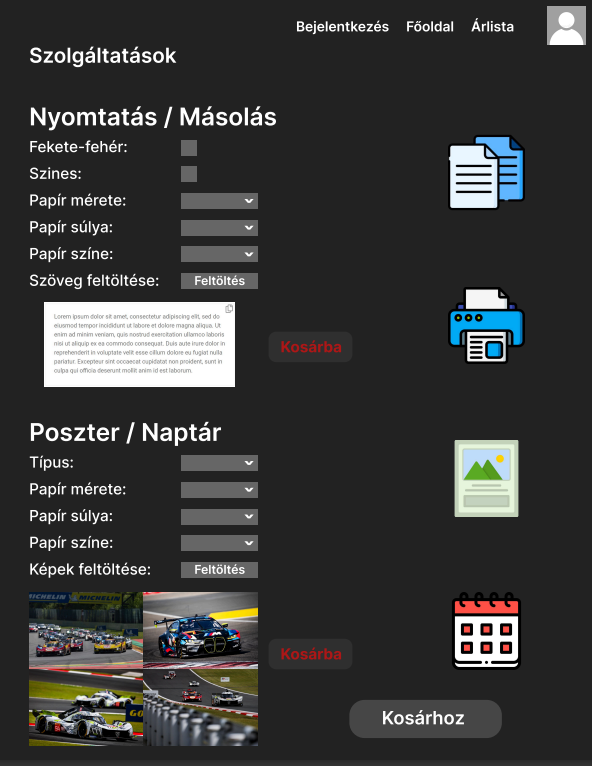 Bejelentkezés Főoldal Árlista
Szolgáltatások
Nyomtatás / Másolás
Fekete-fehér:
Szines:
Papír mérete:
Papír súlya:
Papír színe:
Szöveg feltöltése: Feltöltés
Lorem ipsum dolor sit amet, consectetur adipiscing elit, sed do
eiusmod tempor incididunt ut labore et dolore magna aliqua. Ut
enim ad minim veniam, quis nostrud exercitation ullamco laboris
nisi ut aliquip ex ea commodo consequat. Duis aute irure dolor in
reprehenderit in voluptate velit esse cillum dolore eu fugiat nulla
pariatur. Excepteur sint occaecat cupidatat non proident, sunt in
culpa qui officia deserunt mollit anim id est laborum.
Kosárba
Poszter / Naptár
Típus:
Papír mérete:
Papír súlya:
Papír színe:
Képek feltöltése: Feltöltés
MICHELIN MICHELIN
Kosárba
Kosárhoz